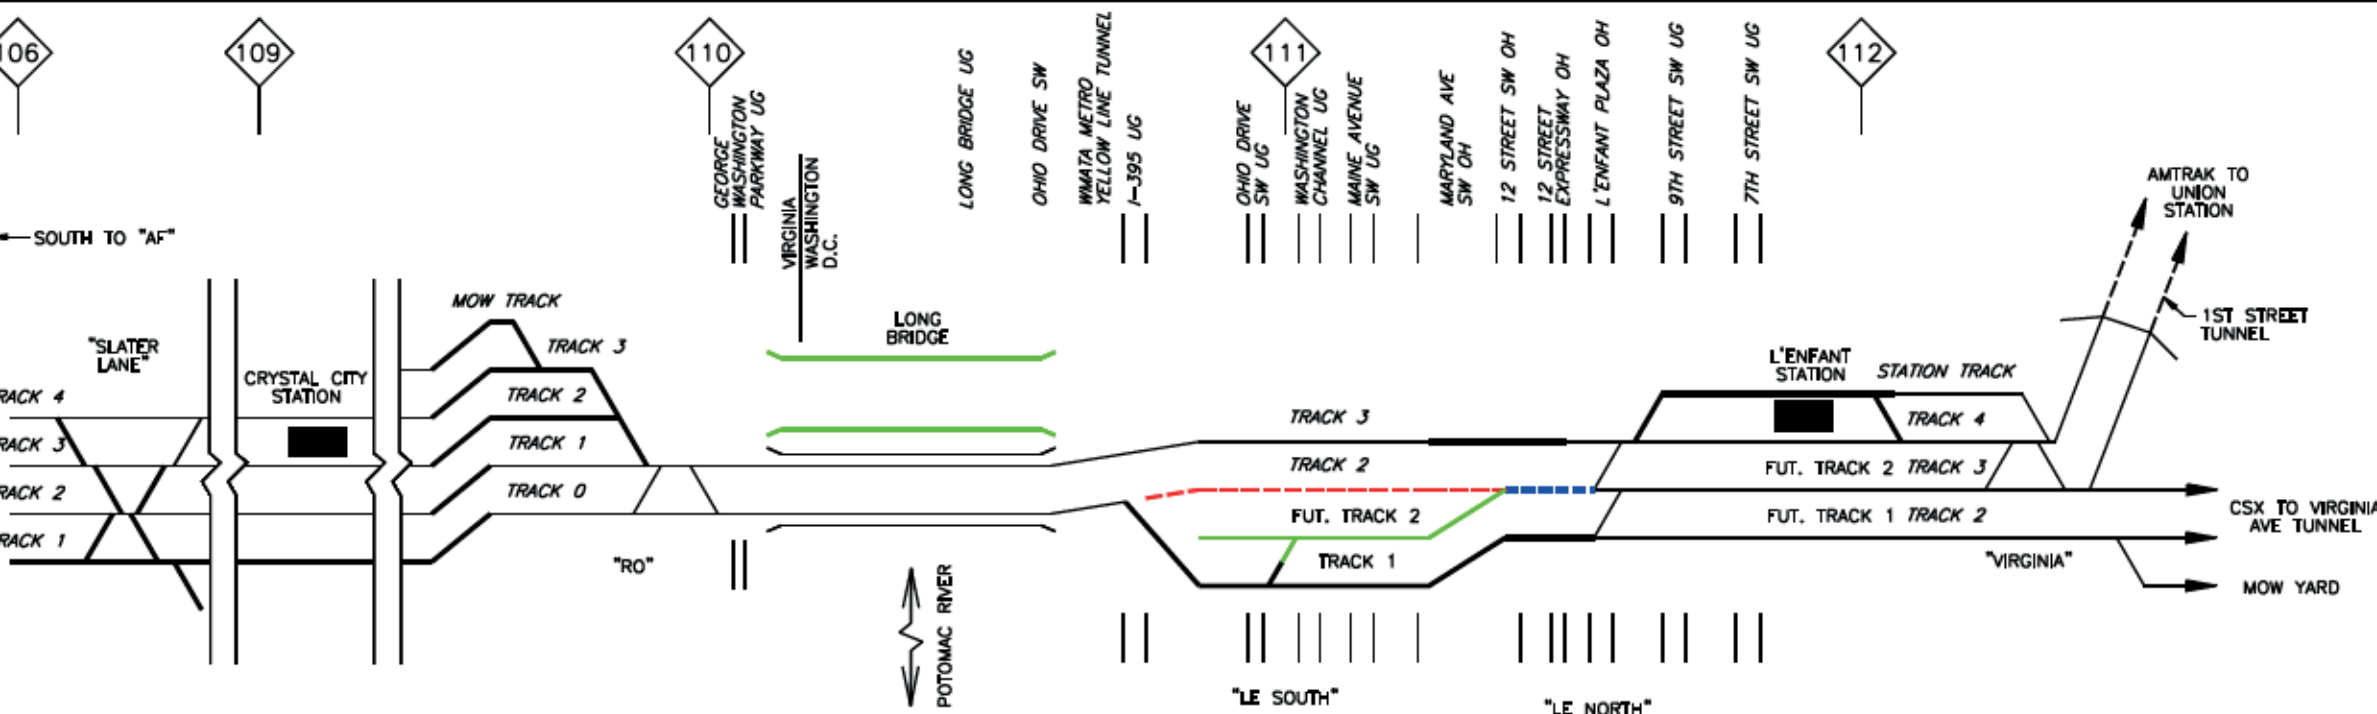 106
109
110
111
112
GEORGE
WASHINGTON
PARKWAY UG
VIRGINIA
WASHINGTON
D.C.
LONG BRIDGE UG
OHIO DRIVE SW
WMATA METRO
YELLOW LINE TUNNEL
I-395 UG
OHIO DRIVE
SW UG
WASHINGTON
CHANNEL UG
MAINE AVENUE
SW UG
MARYLAND AVE
SW OH
12 STREET SW OH
12 STREET
EXPRESSWAY OH
L'ENFANT PLAZA OH
9TH STREET SW UG
7TH STREET SW UG
AMTRAK TO
UNION
STATION
SOUTH TO "AF"
MOW TRACK
1ST STREET
TUNNEL
LONG
BRIDGE
"SLATER
LANE"
TRACK 3
L'ENFANT
STATION
STATION TRACK
CRYSTAL CITY
STATION
RACK 4
TRACK 2
TRACK 3
TRACK 4
RACK 3
TRACK 1
TRACK 2
FUT. TRACK 2 TRACK 3
RACK 2
TRACK 0
FUT. TRACK 2
FUT. TRACK 1 TRACK 2
CSX TO VIRGINIA
AVE TUNNEL
RACK 1
"RO"
TRACK 1
"VIRGINIA"
MOW YARD
POTOMAC RIVER
"LE SOUTH"
"LE NORTH"